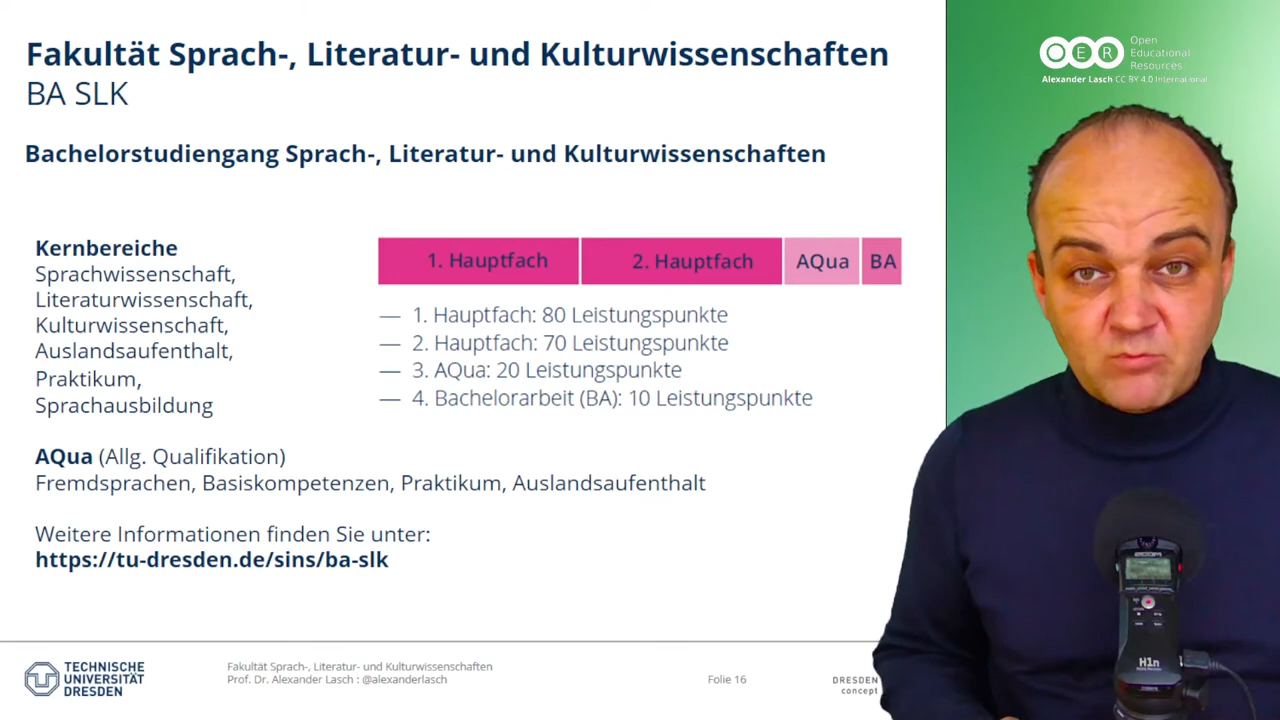 Fakultät Sprach-, Literatur- und Kulturwissenschaften
BA SLK
Bachelorstudiengang Sprach-, Literatur- und Kulturwissenschaften
Kernbereiche
Sprachwissenschaft,
Literaturwissenschaft,
Kulturwissenschaft,
Auslandsaufenthalt,
Praktikum,
Sprachausbildung
1. Hauptfach
2. Hauptfach
AQua
BA
— 1. Hauptfach: 80 Leistungspunkte
— 2. Hauptfach: 70 Leistungspunkte
— 3. AQua: 20 Leistungspunkte
— 4. Bachelorarbeit (BA): 10 Leistungspunkte
AQua (Allg. Qualifikation)
Fremdsprachen, Basiskompetenzen, Praktikum, Auslandsaufenthalt
Weitere Informationen finden Sie unter:
https://tu-dresden.de/sins/ba-slk
TECHNISCHE
UNIVERSITÄT
DRESDEN
Fakultät Sprach-, Literatur- und Kulturwissenschaften
Prof. Dr. Alexander Lasch : @alexanderlasch
Folie 16
DRESDEN
concept
OER
Open
Educational
Resources
Alexander Lasch CC BY 4.0 International
zoom
H1n